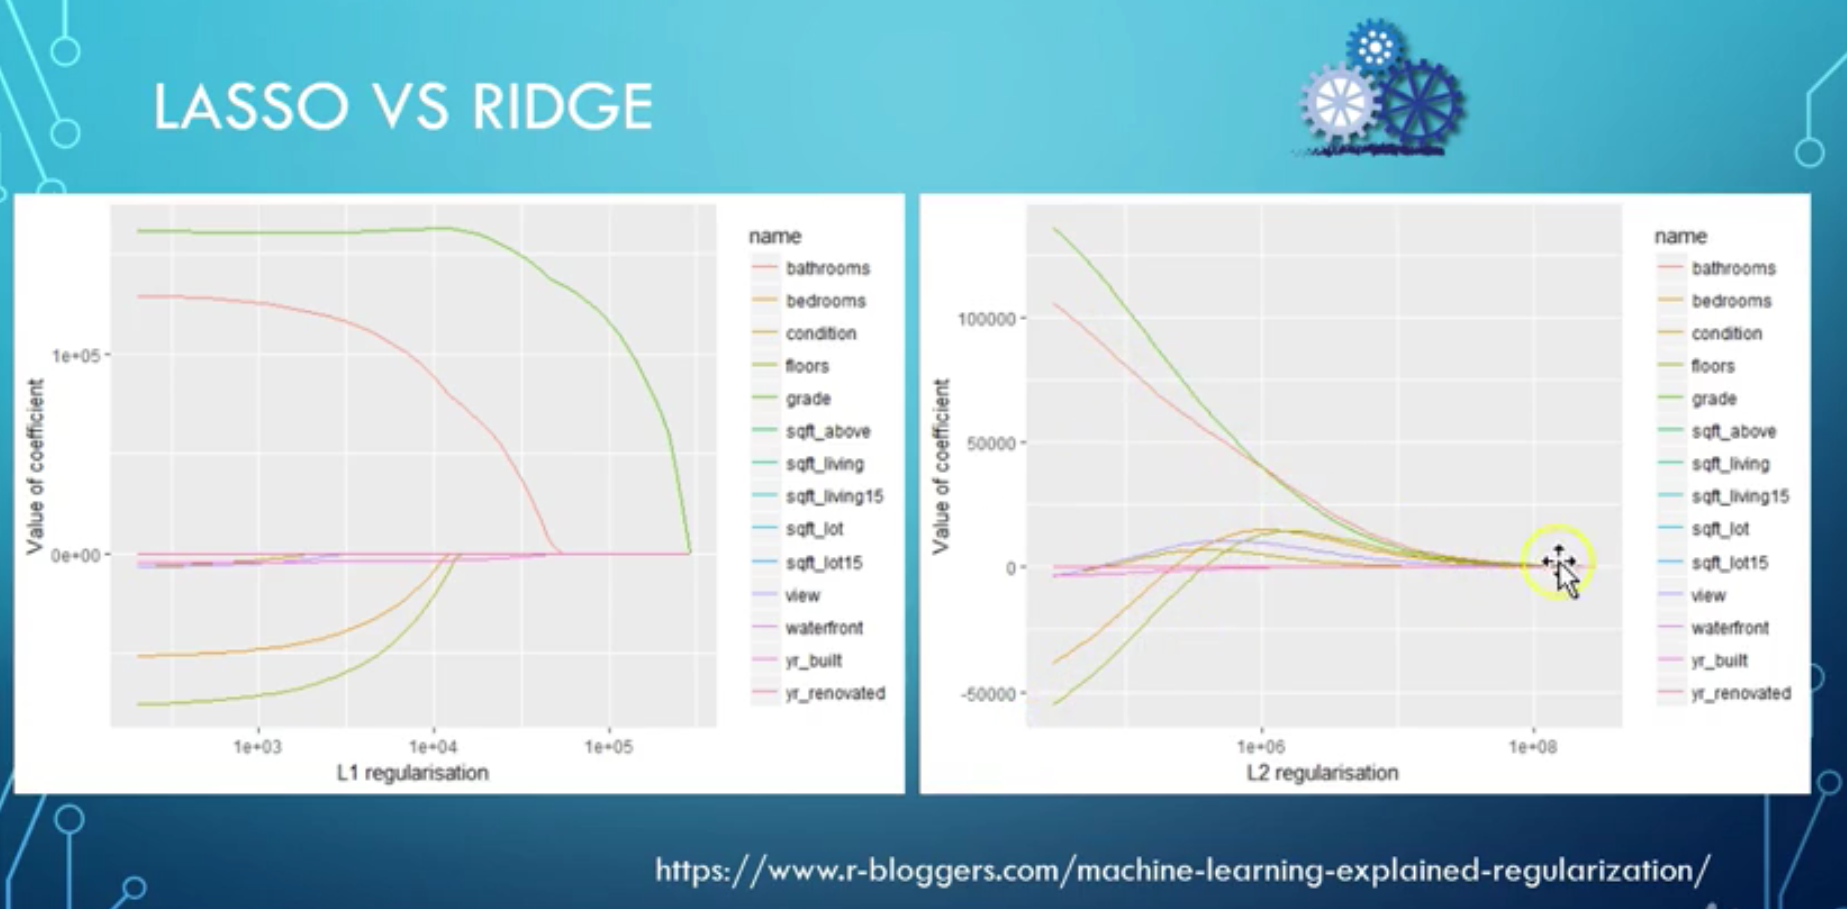 LASSO VS RIDGE
Value of coefficient
1e+05
0e+00
1e+03
1e+04
1e+05
L1 regularisation
name
bathrooms
bedrooms
condition
floors
grade
sqft_above
sqft_living
sqft_living15
sqft_lot
sqft_lot15
view
waterfront
yr_built
yr_renovated
Value of coefficient
100000
50000
0
-50000
1e+06
1e+08
L2 regularisation
name
bathrooms
bedrooms
condition
floors
grade
sqft_above
sqft_living
sqft_living15
sqft_lot
sqft_lot15
view
waterfront
yr_built
yr_renovated
https://www.r-bloggers.com/machine-learning-explained-regularization/